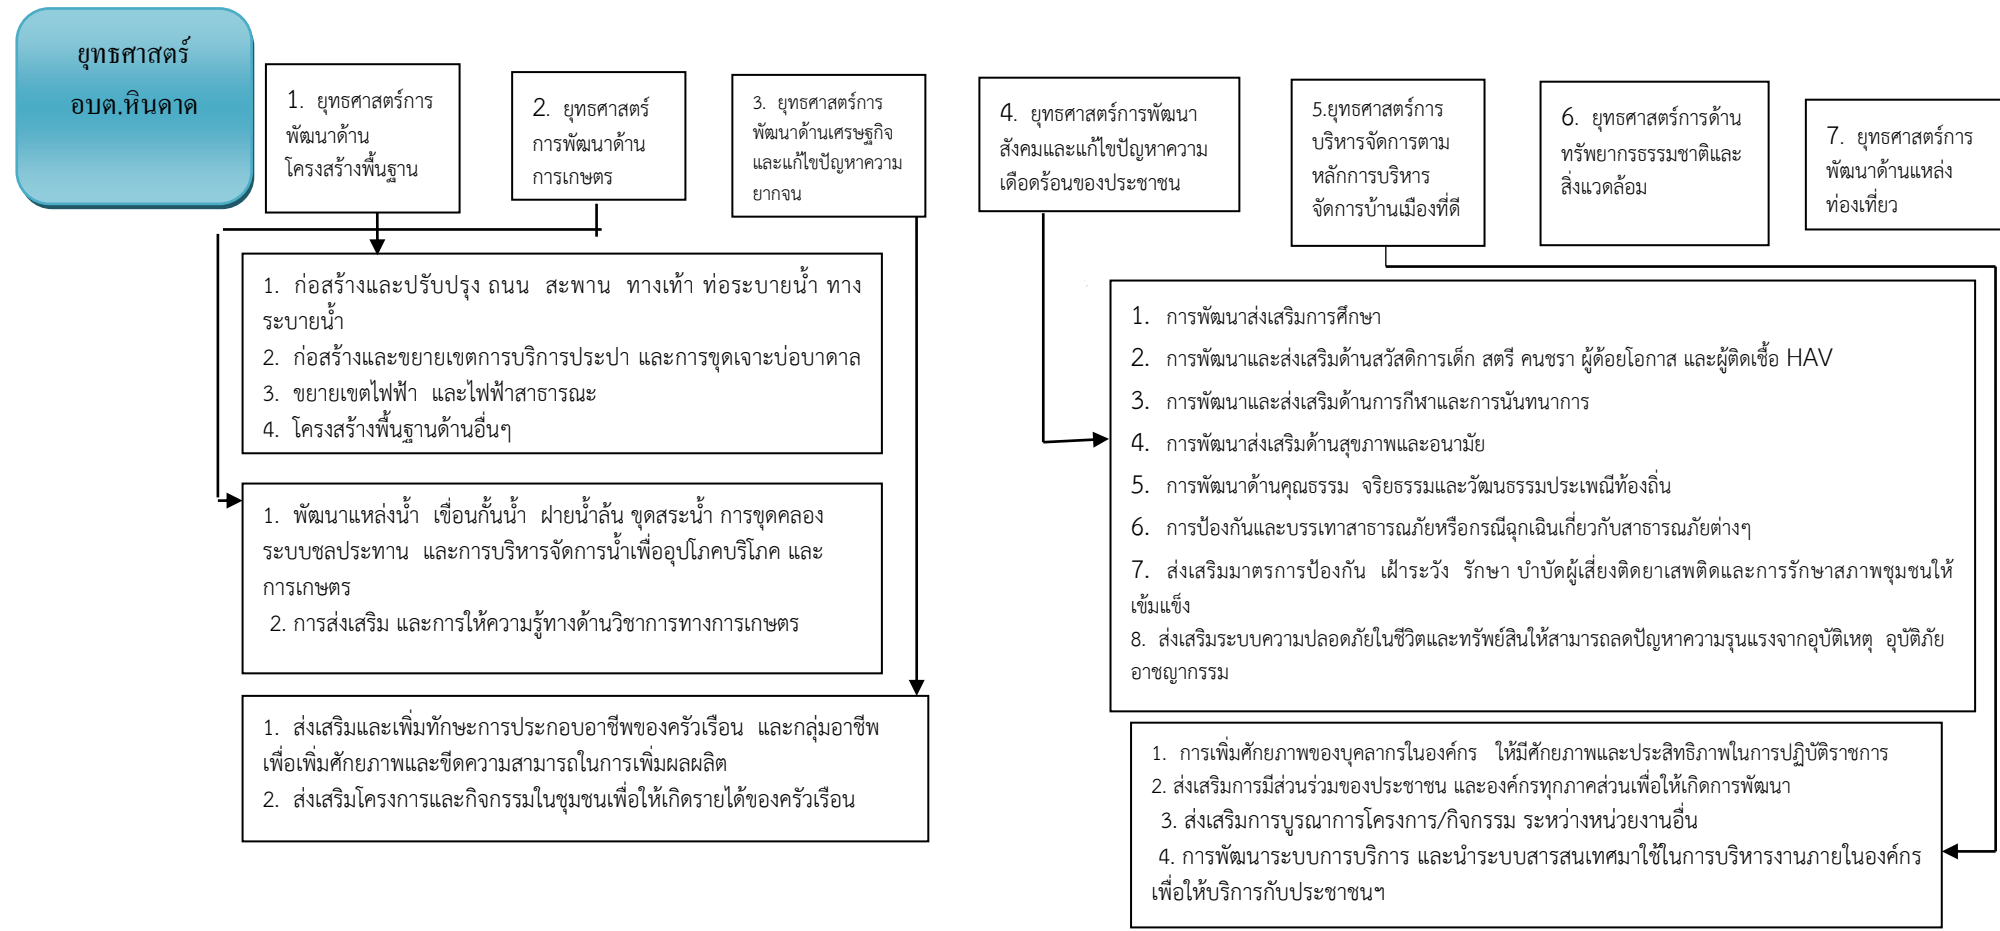 ยุทธศาสตร์
อบต.หินดาด
1. ยุทธศาสตร์การ
พัฒนาด้าน
โครงสร้างพื้นฐาน
2. ยุทธศาสตร์
การพัฒนาด้าน
การเกษตร
3. ยุทธศาสตร์การ
พัฒนาด้านเศรษฐกิจ
และแก้ไขปัญหาความ
ยากจน
4. ยุทธศาสตร์การพัฒนา
สังคมและแก้ไขปัญหาความ
เดือดร้อนของประชาชน
5.ยุทธศาสตร์การ
บริหารจัดการตาม
หลักการบริหาร
จัดการบ้านเมืองที่ดี
6. ยุทธศาสตร์การด้าน
ทรัพยากรธรรมชาติและ
สิ่งแวดล้อม
7. ยุทธศาสตร์การ
พัฒนาด้านแหล่ง
ท่องเที่ยว
1. ก่อสร้างและปรับปรุง ถนน สะพาน ทางเท้า ท่อระบายน้ำ ทาง
ระบายน้ำ
2. ก่อสร้างและขยายเขตการบริการประปา และการขุดเจาะบ่อบาดาล
3. ขยายเขตไฟฟ้า และไฟฟ้าสาธารณะ
4. โครงสร้างพื้นฐานด้านอื่นๆ
1. พัฒนาแหล่งน้ำ เขื่อนกั้นน้ำ ฝายน้ำล้น ขุดสระน้ำ การขุดคลอง
ระบบชลประทาน และการบริหารจัดการน้ำเพื่ออุปโภคบริโภค และ
การเกษตร
2. การส่งเสริม และการให้ความรู้ทางด้านวิชาการทางการเกษตร
1. ส่งเสริมและเพิ่มทักษะการประกอบอาชีพของครัวเรือน และกลุ่มอาชีพ
เพื่อเพิ่มศักยภาพและขีดความสามารถในการเพิ่มผลผลิต
2. ส่งเสริมโครงการและกิจกรรมในชุมชนเพื่อให้เกิดรายได้ของครัวเรือน
1. การพัฒนาส่งเสริมการศึกษา
2. การพัฒนาและส่งเสริมด้านสวัสดิการเด็ก สตรี คนชรา ผู้ด้อยโอกาส และผู้ติดเชื้อ HAV
3. การพัฒนาและส่งเสริมด้านการกีฬาและการนันทนาการ
4. การพัฒนาส่งเสริมด้านสุขภาพและอนามัย
5. การพัฒนาด้านคุณธรรม จริยธรรมและวัฒนธรรมประเพณีท้องถิ่น
6. การป้องกันและบรรเทาสาธารณภัยหรือกรณีฉุกเฉินเกี่ยวกับสาธารณภัยต่างๆ
7. ส่งเสริมมาตรการป้องกัน เฝ้าระวัง รักษา บำบัดผู้เสี่ยงติดยาเสพติดและการรักษาสภาพชุมชนให้
เข้มแข็ง
8. ส่งเสริมระบบความปลอดภัยในชีวิตและทรัพย์สินให้สามารถลดปัญหาความรุนแรงจากอุบัติเหตุ อุบัติภัย
อาชญากรรม
1. การเพิ่มศักยภาพของบุคลากรในองค์กร ให้มีศักยภาพและประสิทธิภาพในการปฏิบัติราชการ
2. ส่งเสริมการมีส่วนร่วมของประชาชน และองค์กรทุกภาคส่วนเพื่อให้เกิดการพัฒนา
3. ส่งเสริมการบูรณาการโครงการ/กิจกรรม ระหว่างหน่วยงานอื่น
4. การพัฒนาระบบการบริการ และนำระบบสารสนเทศมาใช้ในการบริหารงานภายในองค์กร
เพื่อให้บริการกับประชาชนฯ